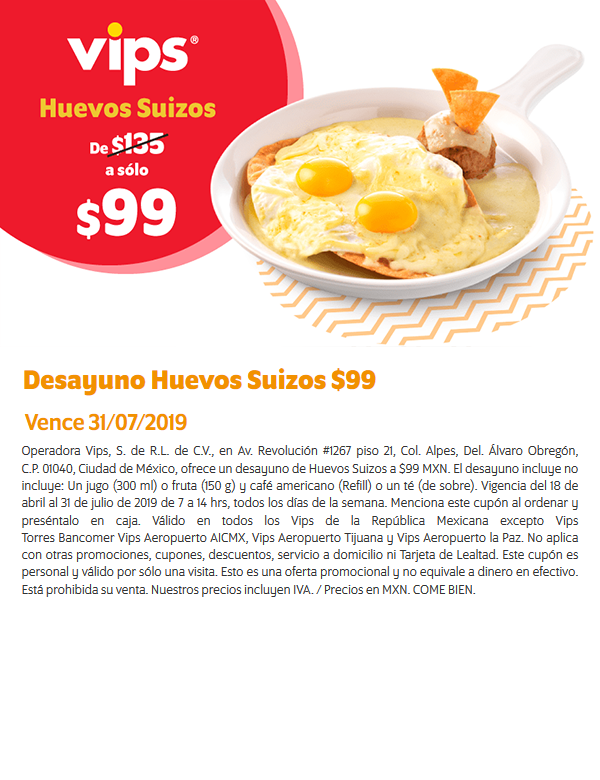 vips®
Huevos Suizos
De $135
a sólo
$99
Desayuno Huevos Suizos $99
Vence 31/07/2019
Operadora Vips, S. de R.L. de C.V., en Av. Revolución #1267 piso 21, Col. Alpes, Del. Álvaro Obregón,
C.P. 01040, Ciudad de México, ofrece un desayuno de Huevos Suizos a $99 MXN. El desayuno incluye no
incluye: Un jugo (300 ml) o fruta (150 g) y café americano (Refill) o un té (de sobre). Vigencia del 18 de
abril al 31 de julio de 2019 de 7 a 14 hrs, todos los días de la semana. Menciona este cupón al ordenar y
preséntalo en caja. Válido en todos los Vips de la República Mexicana excepto Vips
Torres Bancomer Vips Aeropuerto AICMX, Vips Aeropuerto Tijuana y Vips Aeropuerto la Paz. No aplica
con otras promociones, cupones, descuentos, servicio a domicilio ni Tarjeta de Lealtad. Este cupón es
personal y válido por sólo una visita. Esto es una oferta promocional y no equivale a dinero en efectivo.
Está prohibida su venta. Nuestros precios incluyen IVA. / Precios en MXN. COME BIEN.